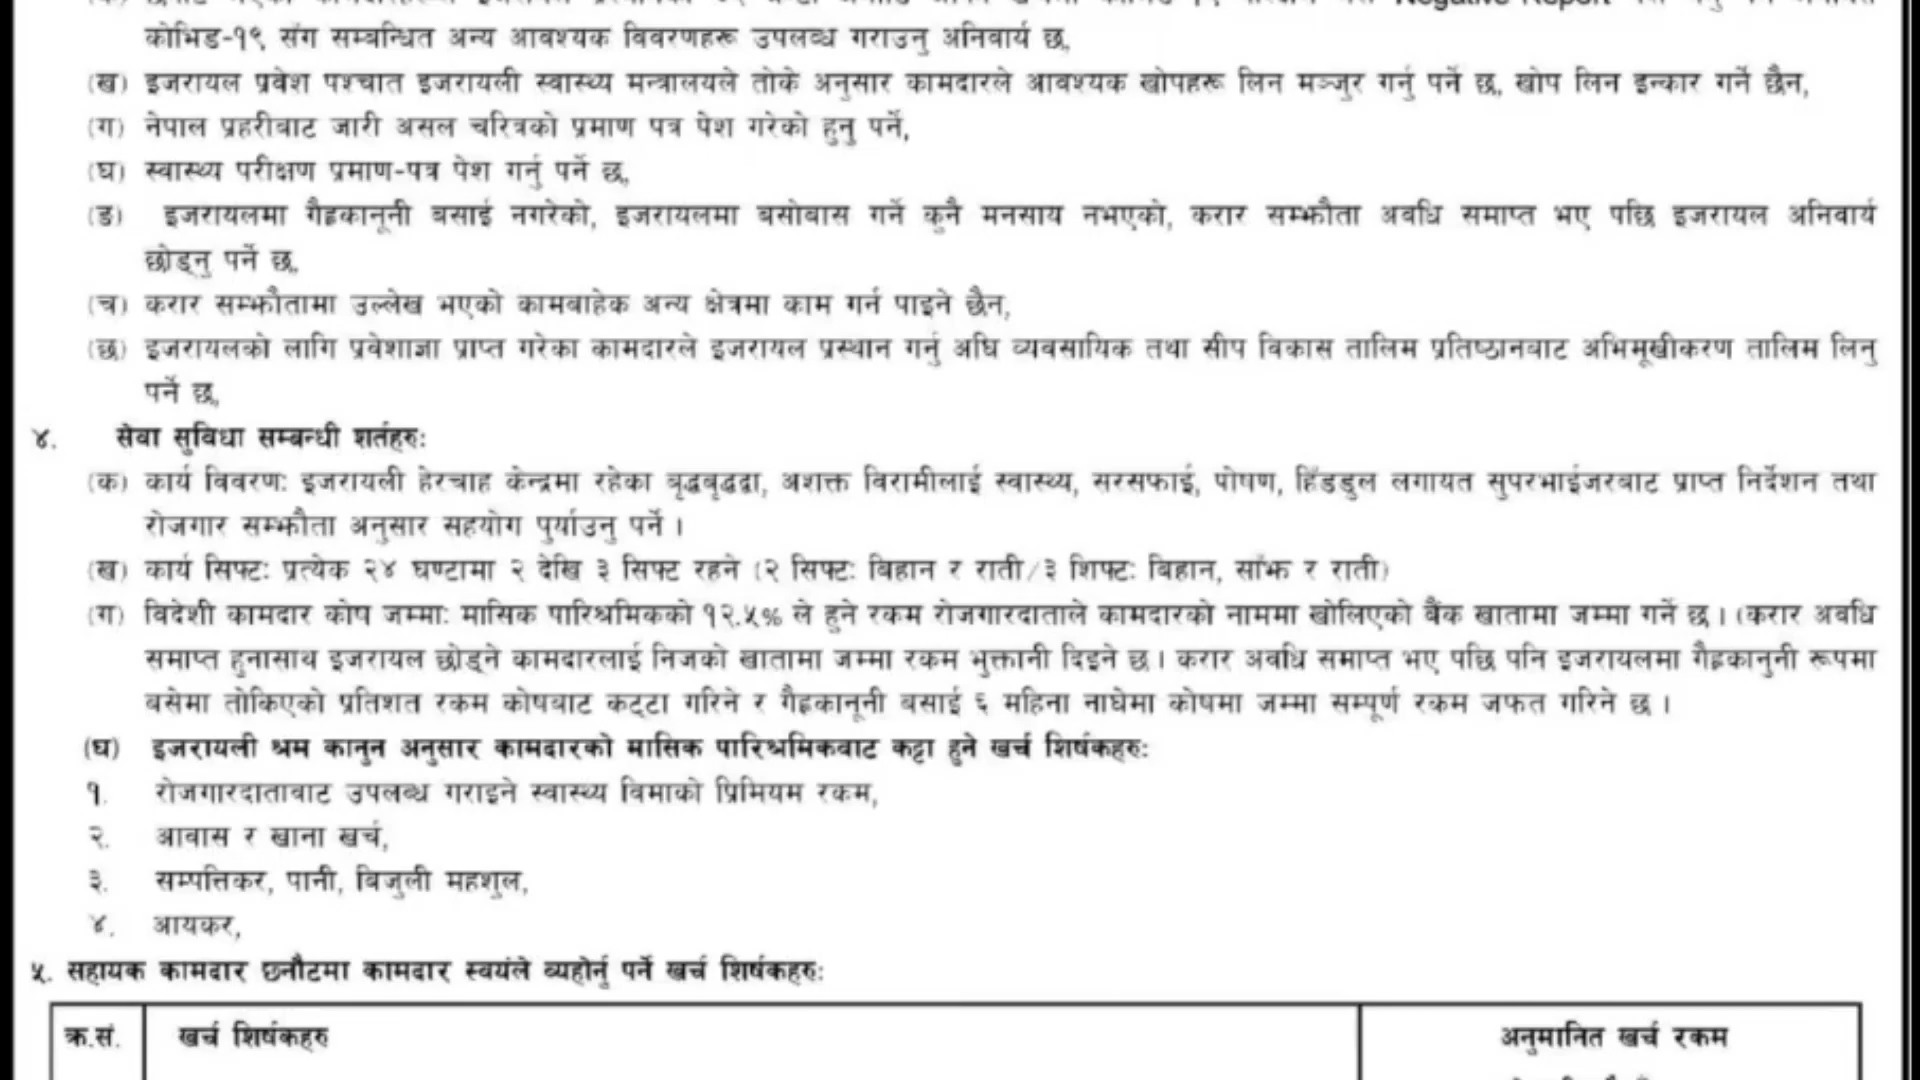 Negative Report
कोभिड-१९ संग सम्बन्धित अन्य आवश्यक विवरणहरू उपलब्ध गराउनु अनिवार्य छ,
(ख) इजरायल प्रवेश पश्चात इजरायली स्वास्थ्य मन्त्रालयले तोके अनुसार कामदारले आवश्यक खोपहरू लिन मञ्जुर गर्नु पर्ने छ, खोप लिन इन्कार गर्ने छैन,
(ग) नेपाल प्रहरीबाट जारी असल चरित्रको प्रमाण पत्र पेश गरेको हुनु पर्ने,
(घ) स्वास्थ्य परीक्षण प्रमाण-पत्र पेश गर्नु पर्ने छ,
(ङ) इजरायलमा गैह्रकानूनी बसाई नगरेको, इजरायलमा बसोबास गर्ने कुनै मनसाय नभएको, करार सम्झौता अवधि समाप्त भए पछि इजरायल अनिवार्य
छोड्नु पर्ने छ,
(च) करार सम्झौतामा उल्लेख भएको कामबाहेक अन्य क्षेत्रमा काम गर्न पाइने छैन,
(छ) इजरायलको लागि प्रवेशाज्ञा प्राप्त गरेका कामदारले इजरायल प्रस्थान गर्नु अघि व्यवसायिक तथा सीप विकास तालिम प्रतिष्ठानबाट अभिमूखीकरण तालिम लिनु
पर्ने छ,
४. सेवा सुविधा सम्बन्धी शर्तहरुः
(क) कार्य विवरणः इजरायली हेरचाह केन्द्रमा रहेका बृद्धबृद्धद्वा, अशक्त विरामीलाई स्वास्थ्य, सरसफाई, पोषण, हिंडडुल लगायत सुपरभाईजरबाट प्राप्त निर्देशन तथा
रोजगार सम्झौता अनुसार सहयोग पुर्याउनु पर्ने ।
(ख) कार्य सिफ्टः प्रत्येक २४ घण्टामा २ देखि ३ सिफ्ट रहने (२ सिफ्टः बिहान र राती/३ शिफ्टः बिहान, साँझ र राती)
(ग) विदेशी कामदार कोष जम्माः मासिक पारिश्रमिकको १२.५% ले हुने रकम रोजगारदाताले कामदारको नाममा खोलिएको बैंक खातामा जम्मा गर्ने छ । (करार अवधि
समाप्त हुनासाथ इजरायल छोड्ने कामदारलाई निजको खातामा जम्मा रकम भुक्तानी दिइने छ । करार अवधि समाप्त भए पछि पनि इजरायलमा गैह्रकानुनी रूपमा
बसेमा तोकिएको प्रतिशत रकम कोषबाट कट्टा गरिने र गैह्रकानूनी बसाई ६ महिना नाघेमा कोषमा जम्मा सम्पूर्ण रकम जफत गरिने छ ।
(घ) इजरायली श्रम कानुन अनुसार कामदारको मासिक पारिश्रमिकबाट कट्टा हुने खर्च शिर्षकहरुः
१. रोजगारदाताबाट उपलब्ध गराइने स्वास्थ्य विमाको प्रिमियम रकम,
२. आवास र खाना खर्च,
३. सम्पत्तिकर, पानी, बिजुली महशुल,
४. आयकर,
५. सहायक कामदार छनौटमा कामदार स्वयंले व्यहोर्नु पर्ने खर्च शिर्षकहरुः
क्र.सं. खर्च शिर्षकहरु अनुमानित खर्च रकम